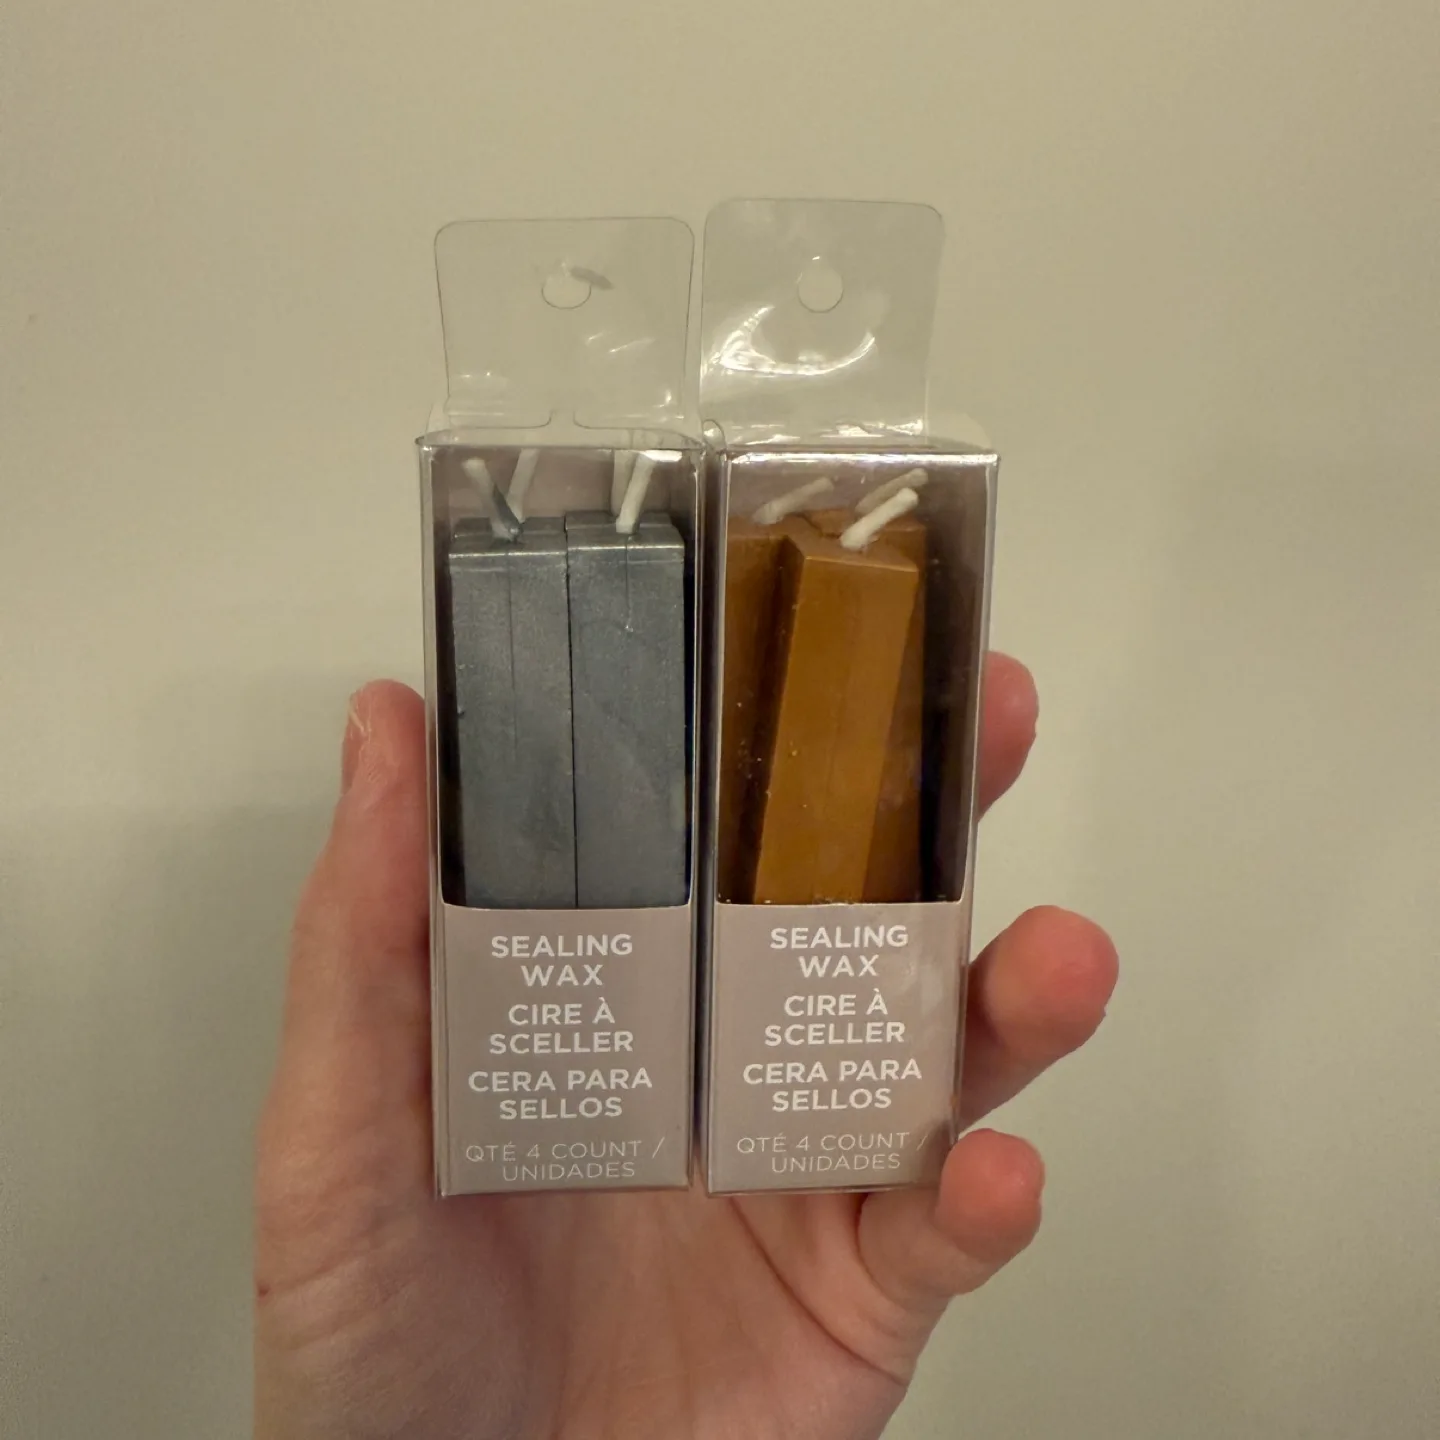 SEALING
WAX
CIRE À
SCELLER
CERA PARA
SELLOS
QTÉ 4 COUNT /
UNIDADES
SEALING
WAX
CIRE À
SCELLER
CERA PARA
SELLOS
QTÉ 4 COUNT /
UNIDADES